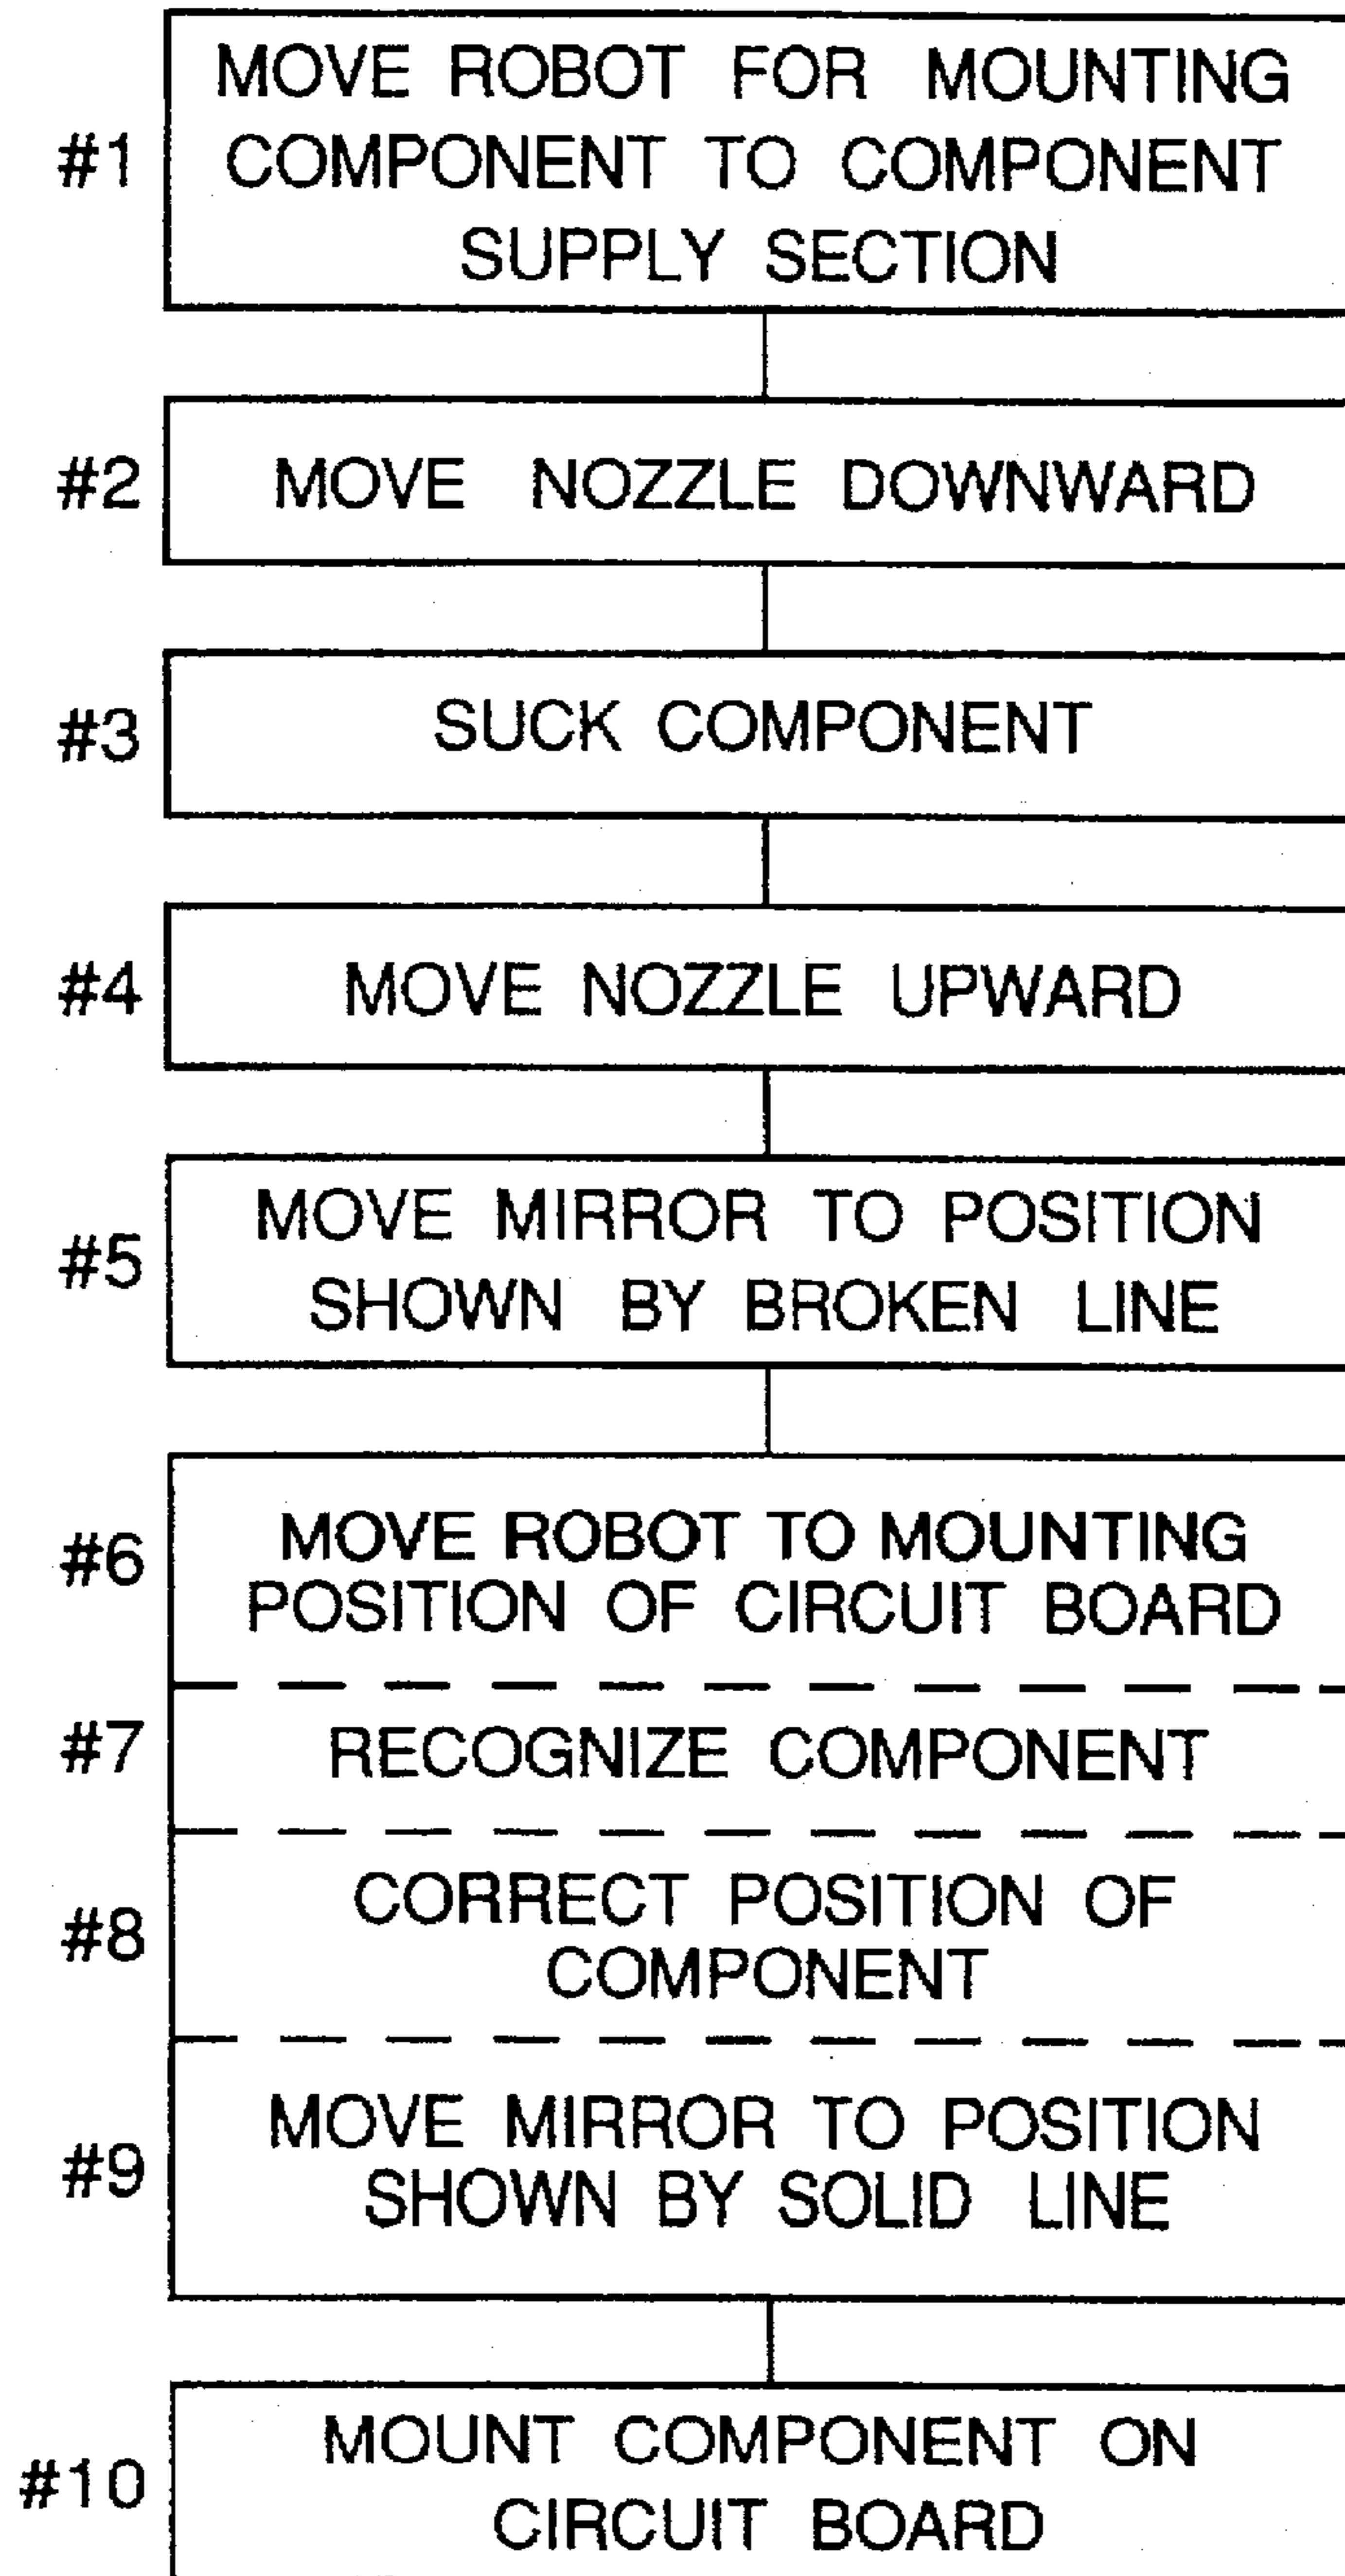 #1
MOVE ROBOT FOR MOUNTING
COMPONENT TO COMPONENT
SUPPLY SECTION
#2
MOVE NOZZLE DOWNWARD
#3
SUCK COMPONENT
#4
MOVE NOZZLE UPWARD
#5
MOVE MIRROR TO POSITION
SHOWN BY BROKEN LINE
#6
MOVE ROBOT TO MOUNTING
POSITION OF CIRCUIT BOARD
#7
RECOGNIZE COMPONENT
#8
CORRECT POSITION OF
COMPONENT
#9
MOVE MIRROR TO POSITION
SHOWN BY SOLID LINE
#10
MOUNT COMPONENT ON
CIRCUIT BOARD